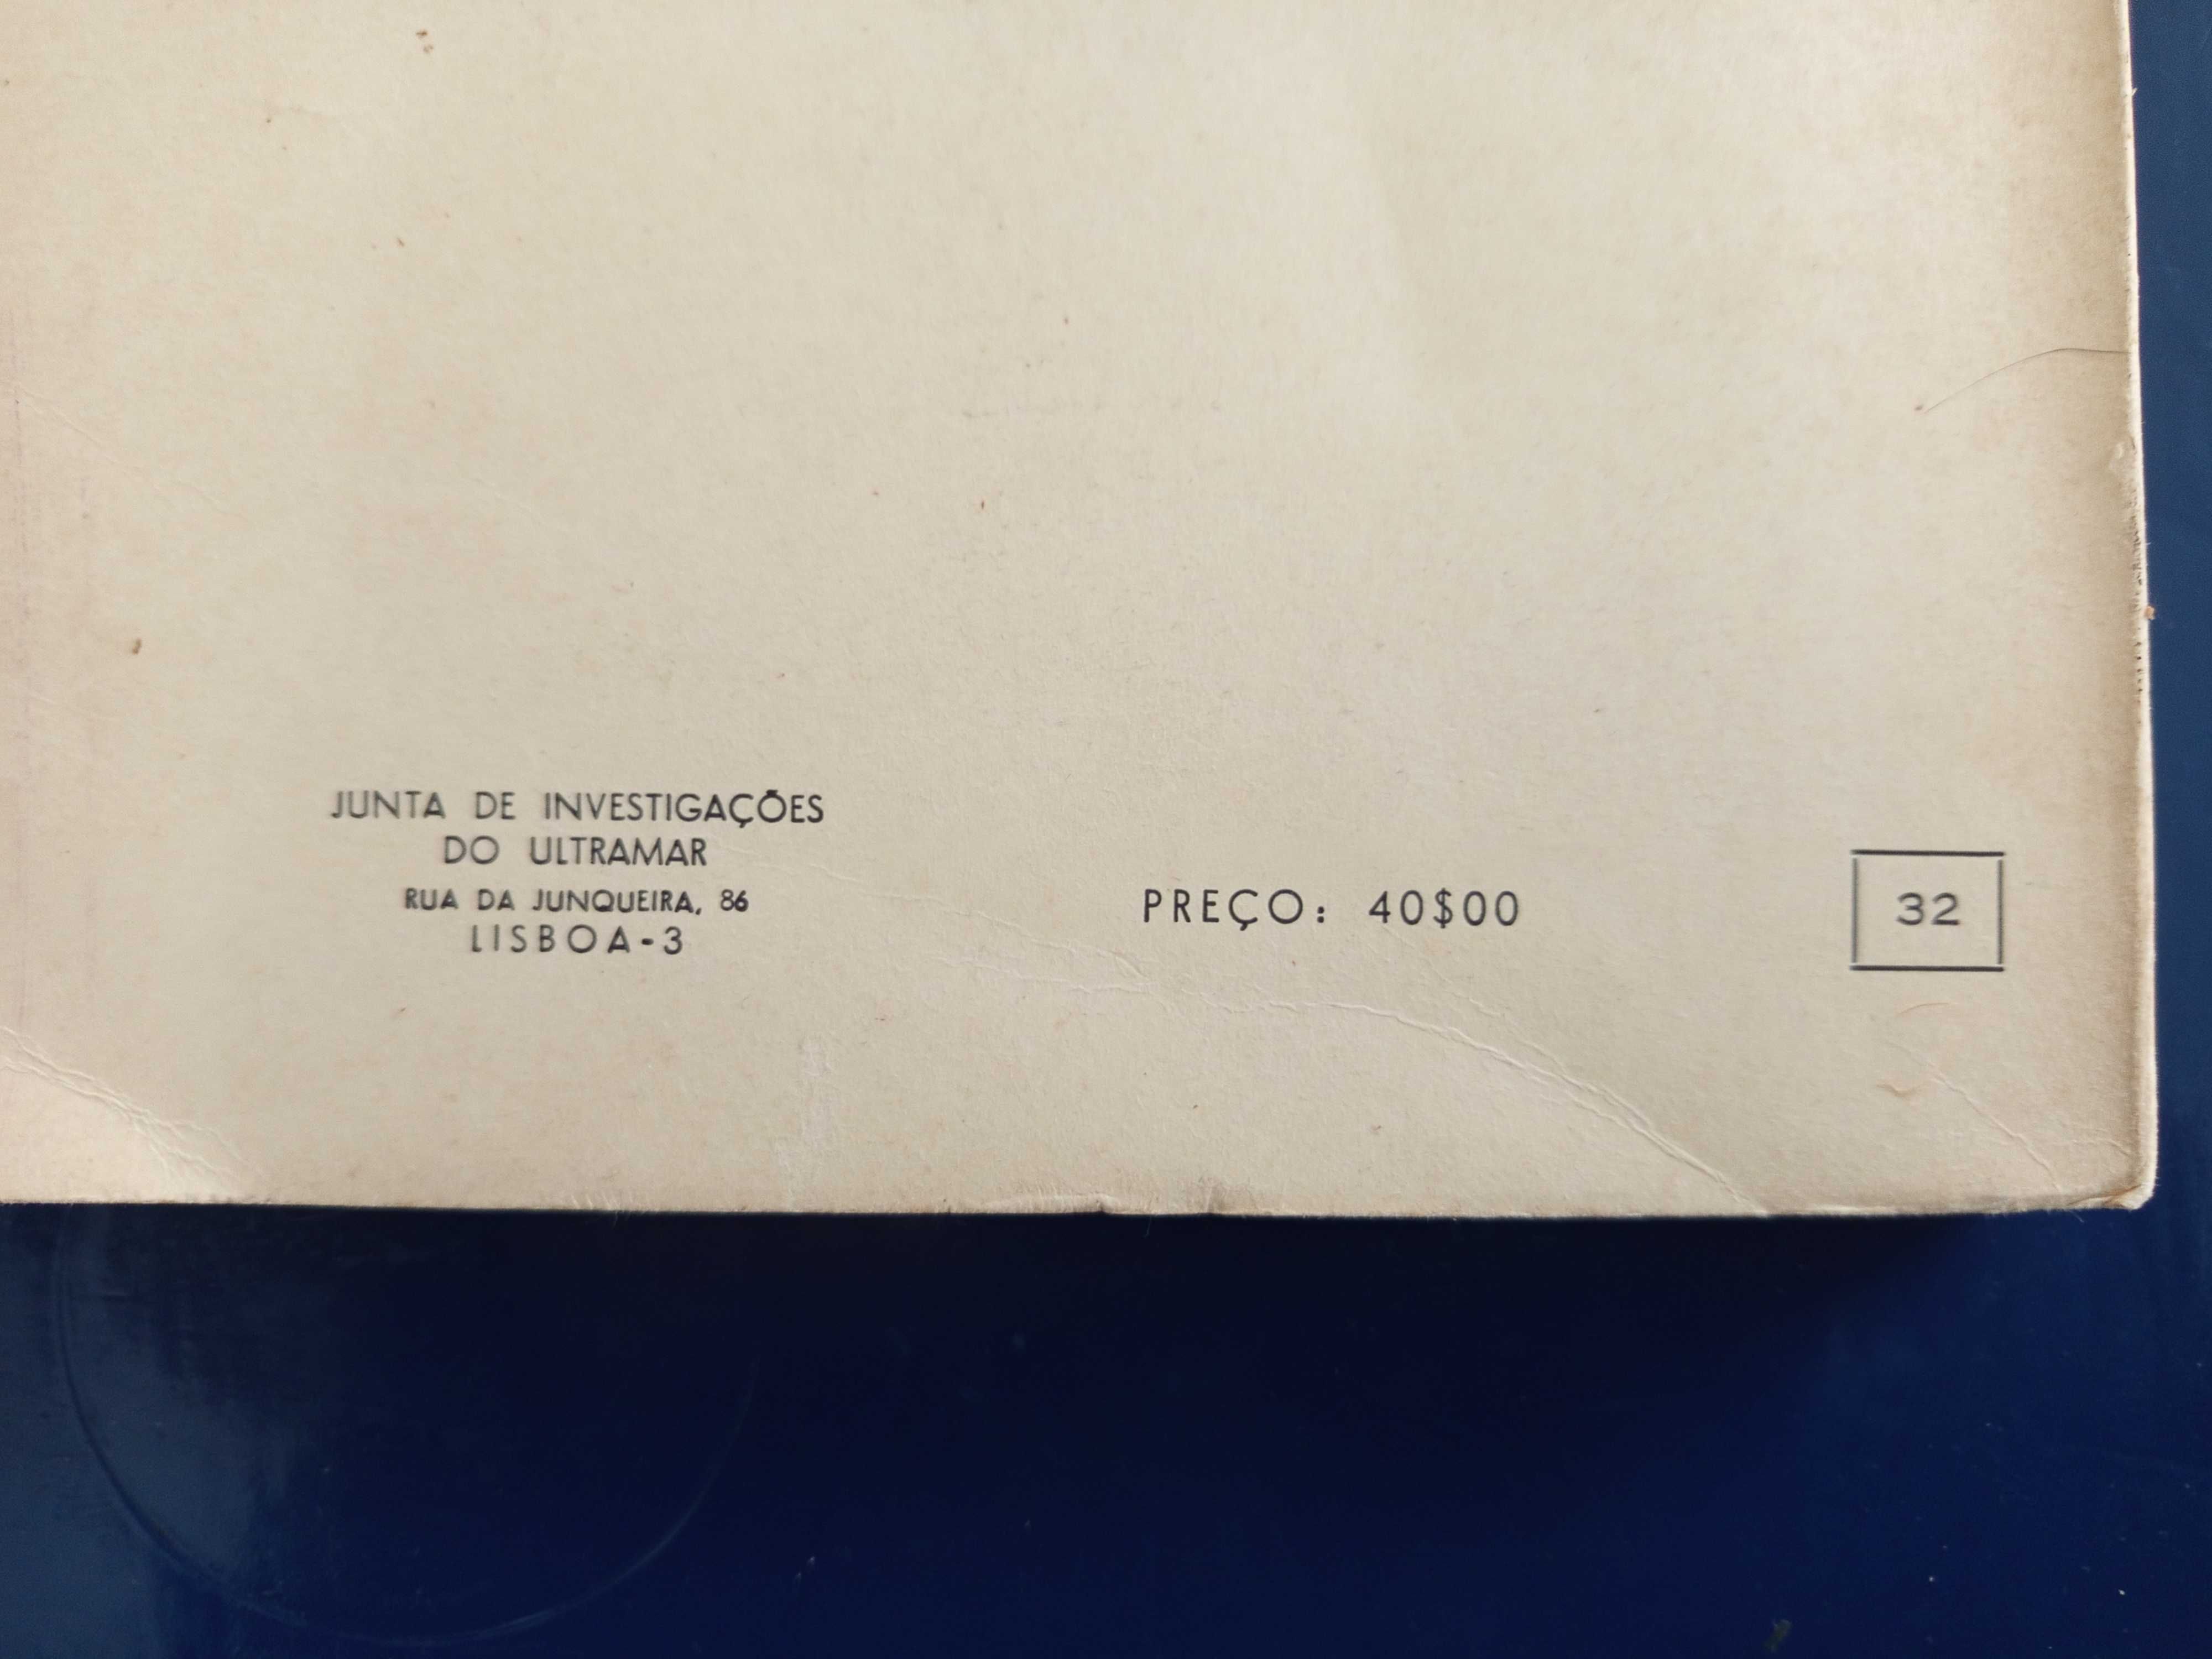 JUNTA DE INVESTIGAÇÕES
DO ULTRAMAR
RUA DA JUNQUEIRA, 86
LISBOA-3
PREÇO: 40$00
32